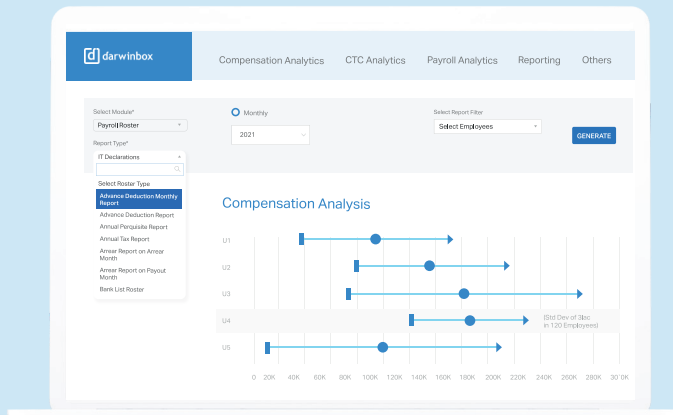 darwinbox
Compensation Analytics
CTC Analytics
Payroll Analytics
Reporting
Others
Select Module*
Payroll Roster
Report Type*
IT Declarations
Select Roster Type
Advance Deduction Monthly
Report
Advance Deduction Report
Annual Perquisite Report
Annual Tax Report
Arrear Report on Arrear
Month
Arrear Report on Payout
Month
Bank List Roster
Monthly
2021
Select Report Filter
Select Employees
GENERATE
Compensation Analysis
U1
U2
U3
U4
(Std Dev of 3lac
in 120 Employees)
U5
0 20K 40K 60K 80K 100K 120K 140K 160K 180K 200K 220K 240K 260K 280K 30`0K